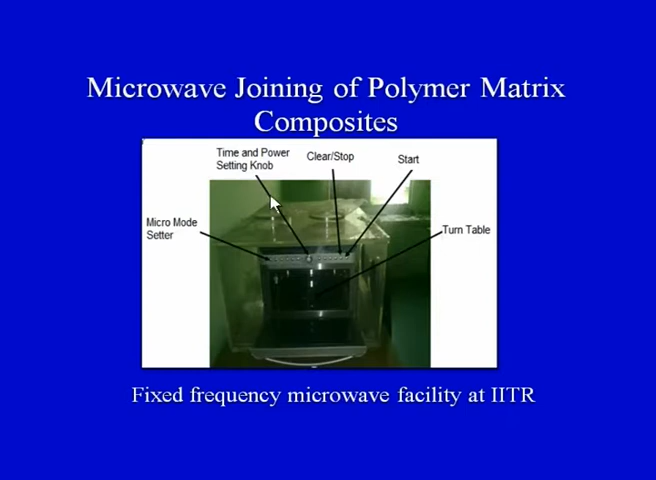 Microwave Joining of Polymer Matrix
Composites
Time and Power
Setting Knob
Clear/Stop
Start
Micro Mode
Setter
Turn Table
Fixed frequency microwave facility at IITR